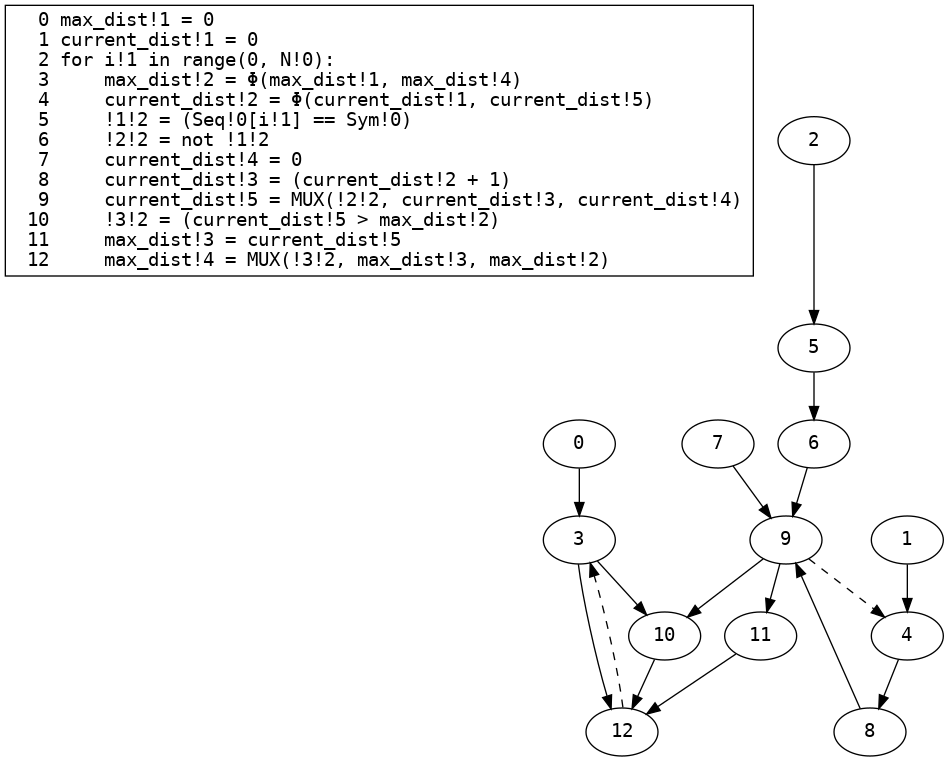 0 max_dist!1 = 0
1 current_dist!1 = 0
2 for i!1 in range(0, N!0):
3     max_dist!2 = Φ(max_dist!1, max_dist!4)
4     current_dist!2 = Φ(current_dist!1, current_dist!5)
5     !1!2 = (Seq!0[i!1] == Sym!0)
6     !2!2 = not !1!2
7     current_dist!4 = 0
8     current_dist!3 = (current_dist!2 + 1)
9     current_dist!5 = MUX(!2!2, current_dist!3, current_dist!4)
10     !3!2 = (current_dist!5 > max_dist!2)
11     max_dist!3 = current_dist!5
12     max_dist!4 = MUX(!3!2, max_dist!3, max_dist!2)
2
5
0
7
6
3
9
1
10
11
4
12
8